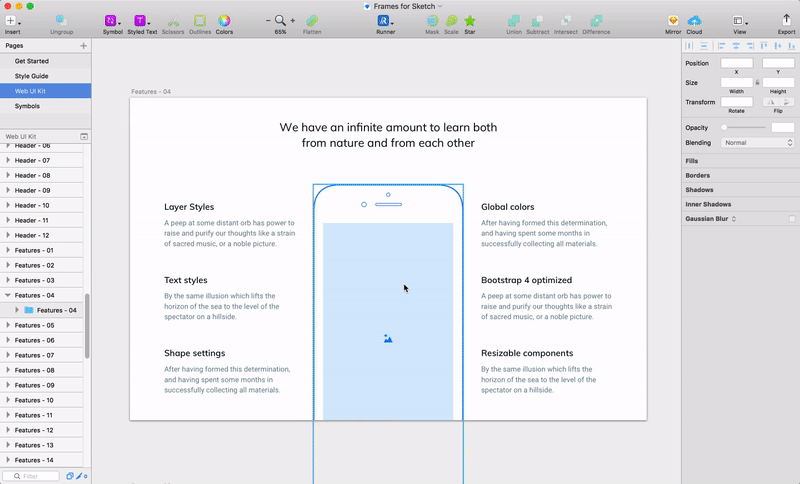 Frames for Sketch
Insert
Ungroup
Symbol
Styled Text
Scissors
Outlines
Colors
65%
Flatten
Runner
Mask
Scale
Star
Union
Subtract
Intersect
Difference
Mirror
Cloud
View
Export
Pages
Get Started
Style Guide
Web UI Kit
Symbols
Web UI Kit
Header - 06
Header - 07
Header - 08
Header - 09
Header - 10
Header - 11
Header - 12
Features - 01
Features - 02
Features - 03
Features - 04
Features - 04
Features - 05
Features - 06
Features - 07
Features - 08
Features - 09
Features - 10
Features - 11
Features - 12
Features - 13
Features - 14
Filter
0
Features - 04
We have an infinite amount to learn both
from nature and from each other
Layer Styles
A peep at some distant orb has power to
raise and purify our thoughts like a strain
of sacred music, or a noble picture.
Text styles
By the same illusion which lifts the
horizon of the sea to the level of the
spectator on a hillside.
Shape settings
After having formed this determination,
and having spent some months in
successfully collecting all materials.
Global colors
After having formed this determination,
and having spent some months in
successfully collecting all materials.
Bootstrap 4 optimized
A peep at some distant orb has power to
raise and purify our thoughts like a strain
of sacred music, or a noble picture.
Resizable components
By the same illusion which lifts the
horizon of the sea to the level of the
spectator on a hillside.
Position
X
Y
Size
Width
Height
Transform
Rotate
Flip
Opacity
Blending
Normal
Fills
Borders
Shadows
Inner Shadows
Gaussian Blur